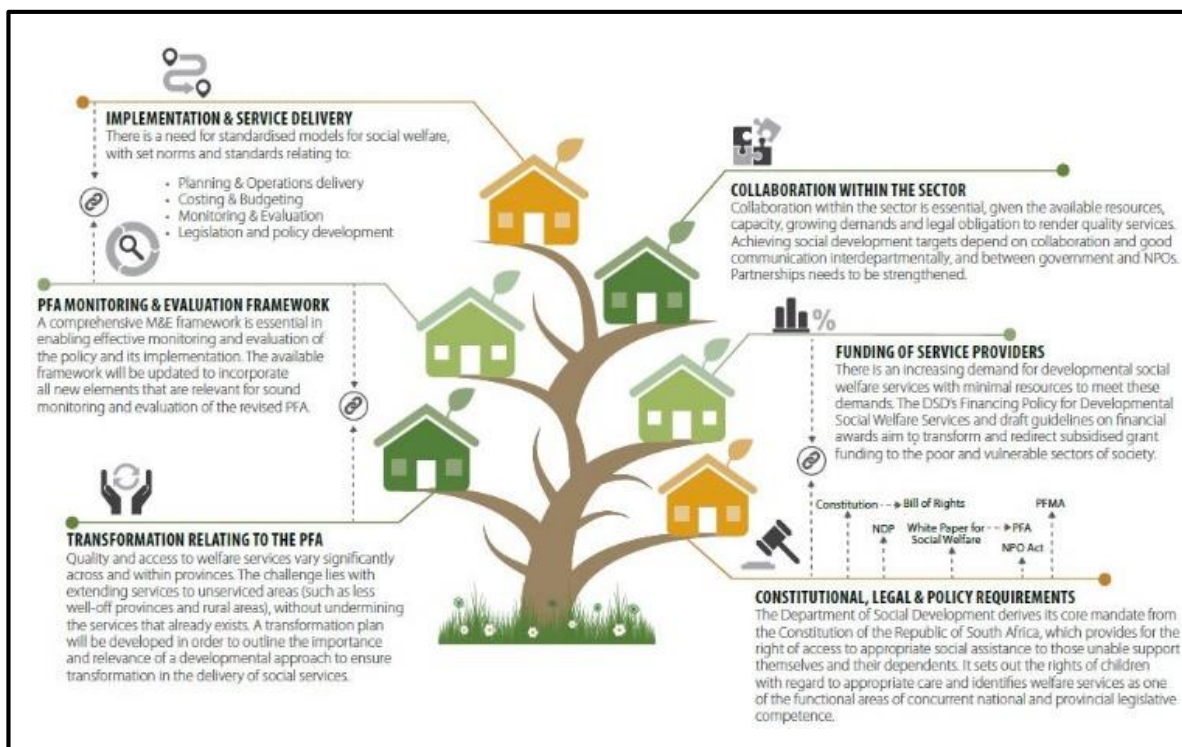 IMPLEMENTATION & SERVICE DELIVERY
There is a need for standardised models for social welfare,
with set norms and standards relating to:
• Planning & Operations delivery
• Costing & Budgeting
• Monitoring & Evaluation
• Legislation and policy development
PFA MONITORING & EVALUATION FRAMEWORK
A comprehensive M&E framework is essential in
enabling effective monitoring and evaluation
of the policy and its implementation. The available
framework will be updated to incorporate
all new elements that are relevant for sound
monitoring and evaluation of the revised PFA.
TRANSFORMATION RELATING TO THE PFA
Quality and access to welfare services vary significantly
across and within provinces. The challenge lies with
extending services to unserviced areas (such as less
well-off provinces and rural areas), without undermining
the services that already exists. A transformation plan
will be developed in order to outline the importance
and relevance of a developmental approach to ensure
transformation in the delivery of social services.
COLLABORATION WITHIN THE SECTOR
Collaboration within the sector is essential, given the available resources,
capacity, growing demands and legal obligation to render quality services.
Achieving social development targets depend on collaboration and good
communication interdepartmentally, and between government and NPOs.
Partnerships needs to be strengthened.
%
FUNDING OF SERVICE PROVIDERS
There is an increasing demand for developmental social
welfare services with minimal resources to meet these
demands. The DSD's Financing Policy for Developmental
Social Welfare Services and draft guidelines on financial
awards aim to transform and redirect subsidised grant
funding to the poor and vulnerable sectors of society.
Constitution Bill of Rights PFMA
NDP White Paper for PFA
Social Welfare
NPO Act
CONSTITUTIONAL, LEGAL & POLICY REQUIREMENTS
The Department of Social Development derives its core mandate from
the Constitution of the Republic of South Africa, which provides for the
right of access to appropriate social assistance to those unable support
themselves and their dependents. It sets out the rights of children
with regard to appropriate care and identifies welfare services as one
of the functional areas of concurrent national and provincial legislative
competence.